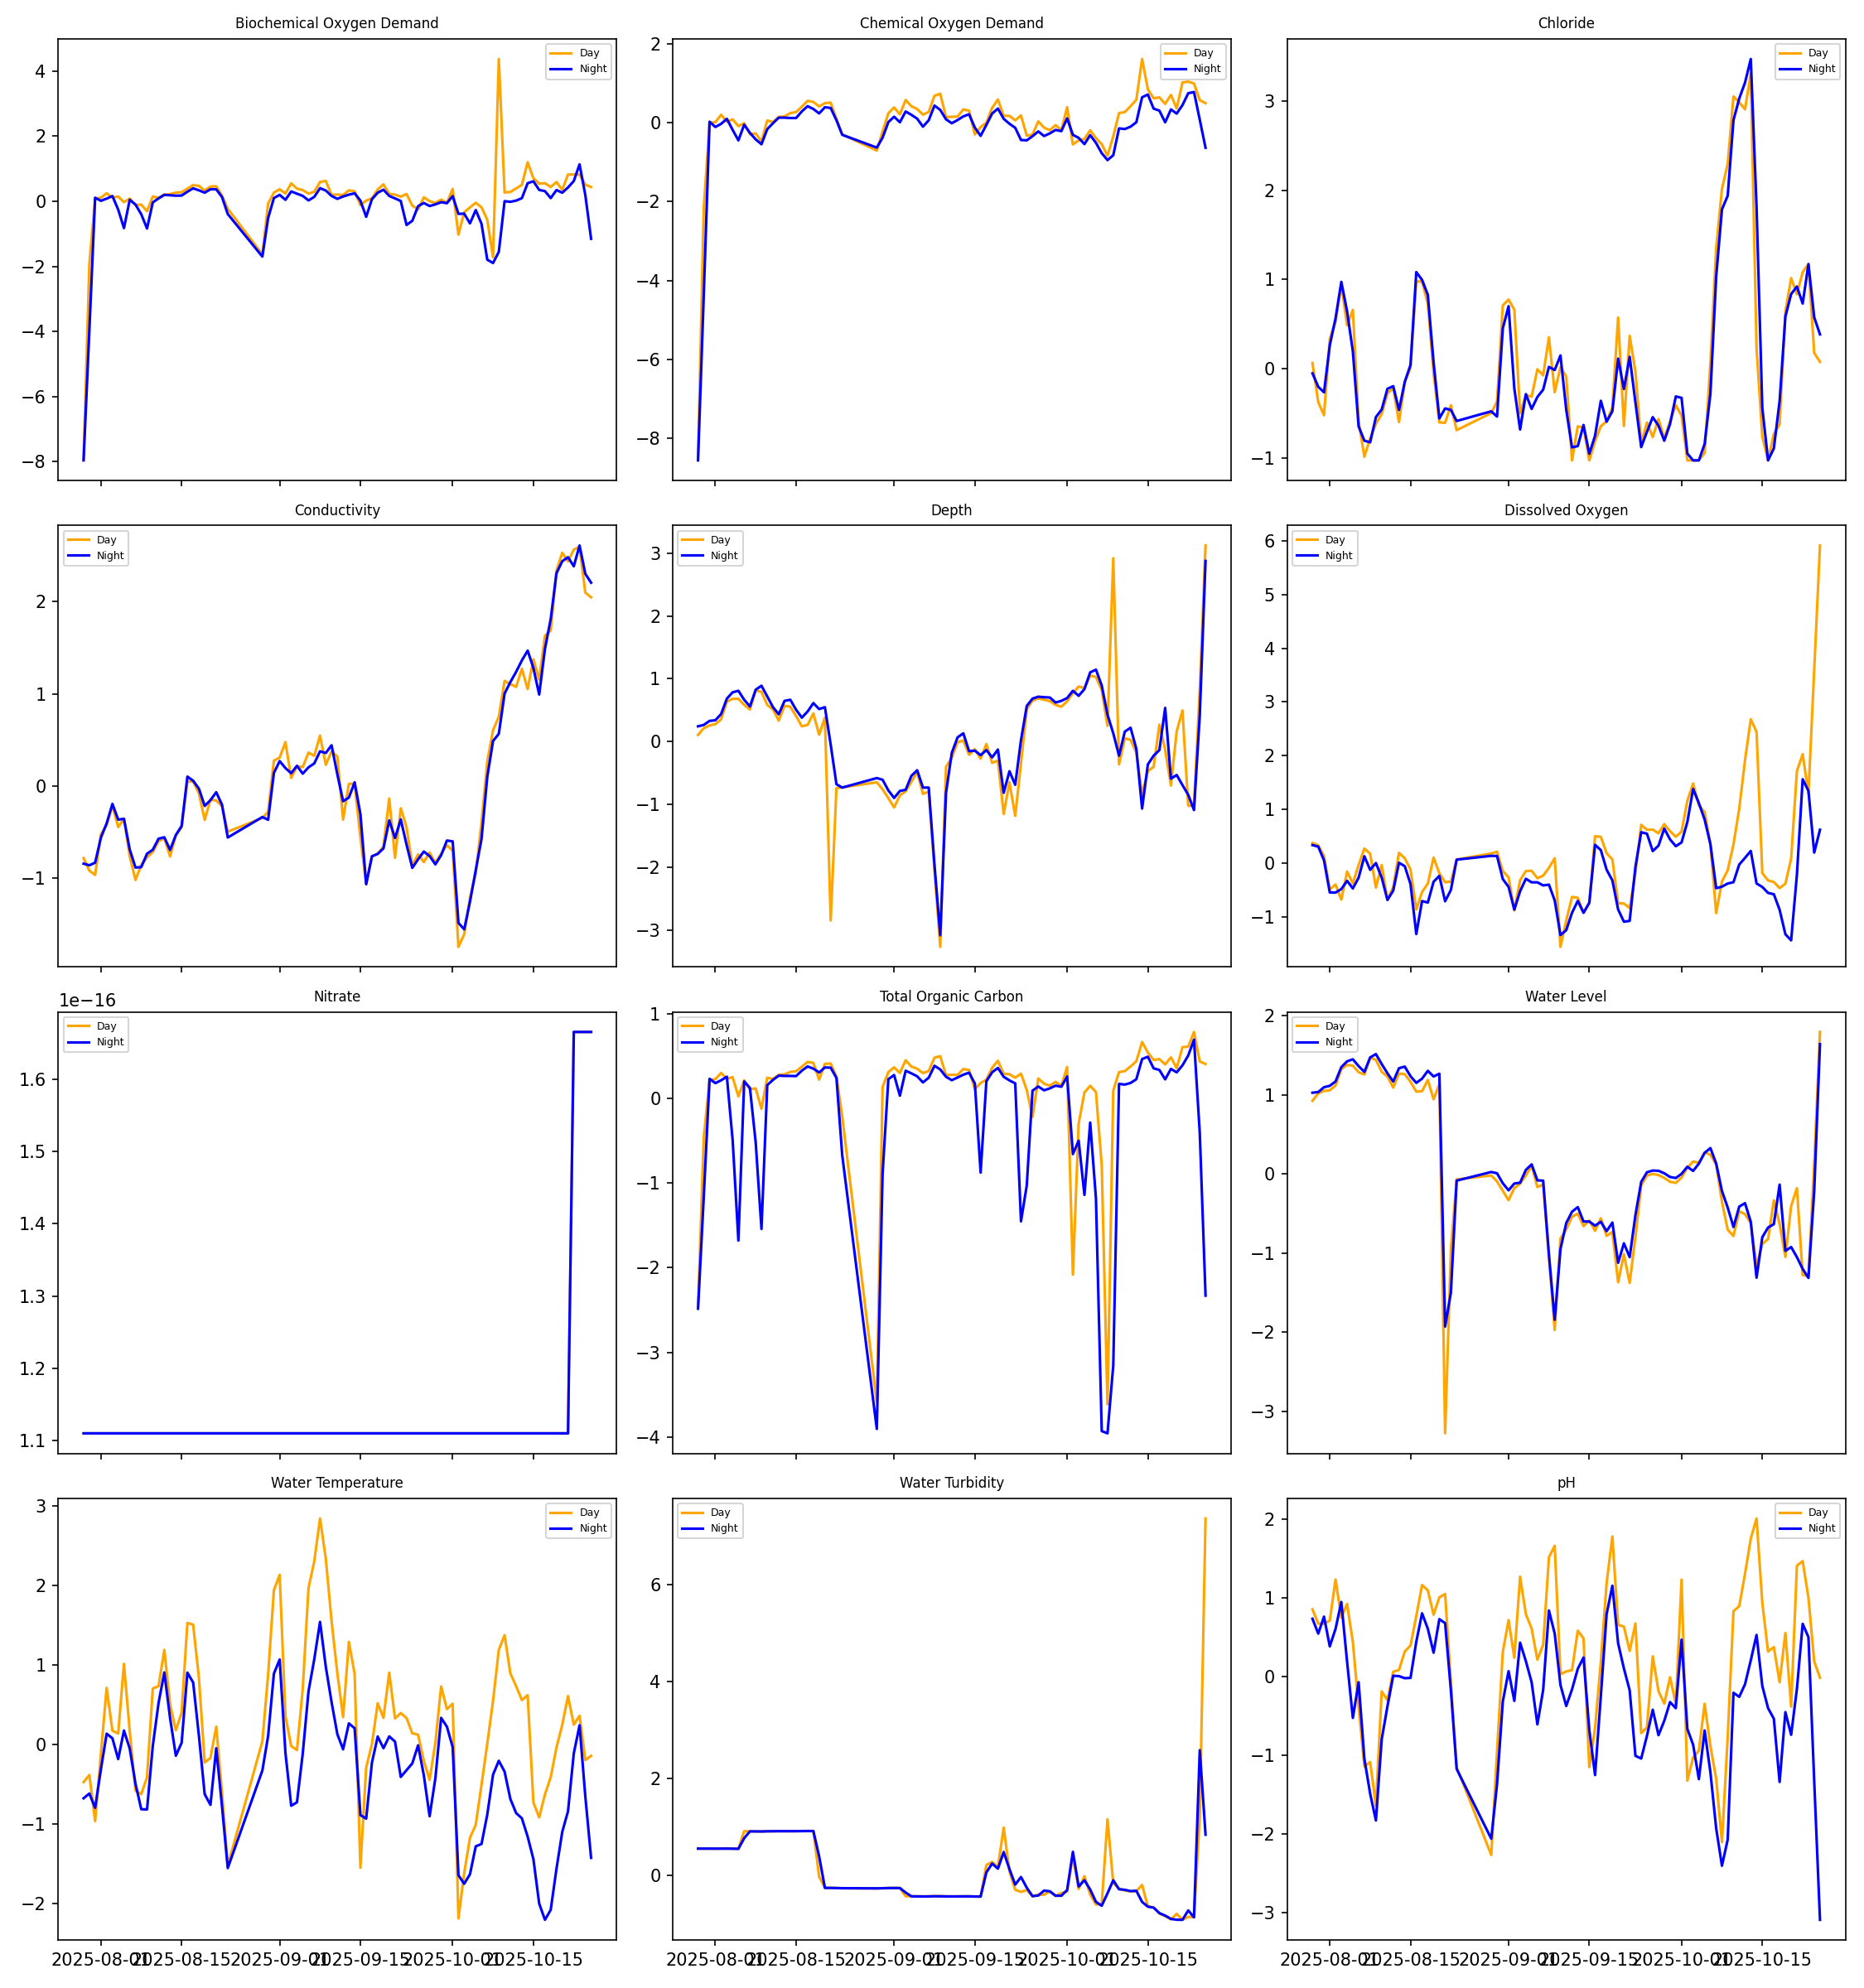 Biochemical Oxygen Demand
Chemical Oxygen Demand
Chloride
4
2
0
−2
−4
−6
−8
Day
Night
2
0
−2
−4
−6
−8
Day
Night
3
2
1
0
−1
Day
Night
Conductivity
Depth
Dissolved Oxygen
2
1
0
−1
Day
Night
3
2
1
0
−1
−2
−3
Day
Night
6
5
4
3
2
1
0
−1
Day
Night
Nitrate
Total Organic Carbon
Water Level
1e−16
1.6
1.5
1.4
1.3
1.2
1.1
Day
Night
1
0
−1
−2
−3
−4
Day
Night
2
1
0
−1
−2
−3
Day
Night
Water Temperature
Water Turbidity
pH
3
2
1
0
−1
−2
Day
Night
6
4
2
0
Day
Night
2
1
0
−1
−2
−3
Day
Night
2025-08-01 2025-08-15 2025-09-01 2025-09-15 2025-10-01 2025-10-15
2025-08-01 2025-08-15 2025-09-01 2025-09-15 2025-10-01 2025-10-15
2025-08-01 2025-08-15 2025-09-01 2025-09-15 2025-10-01 2025-10-15